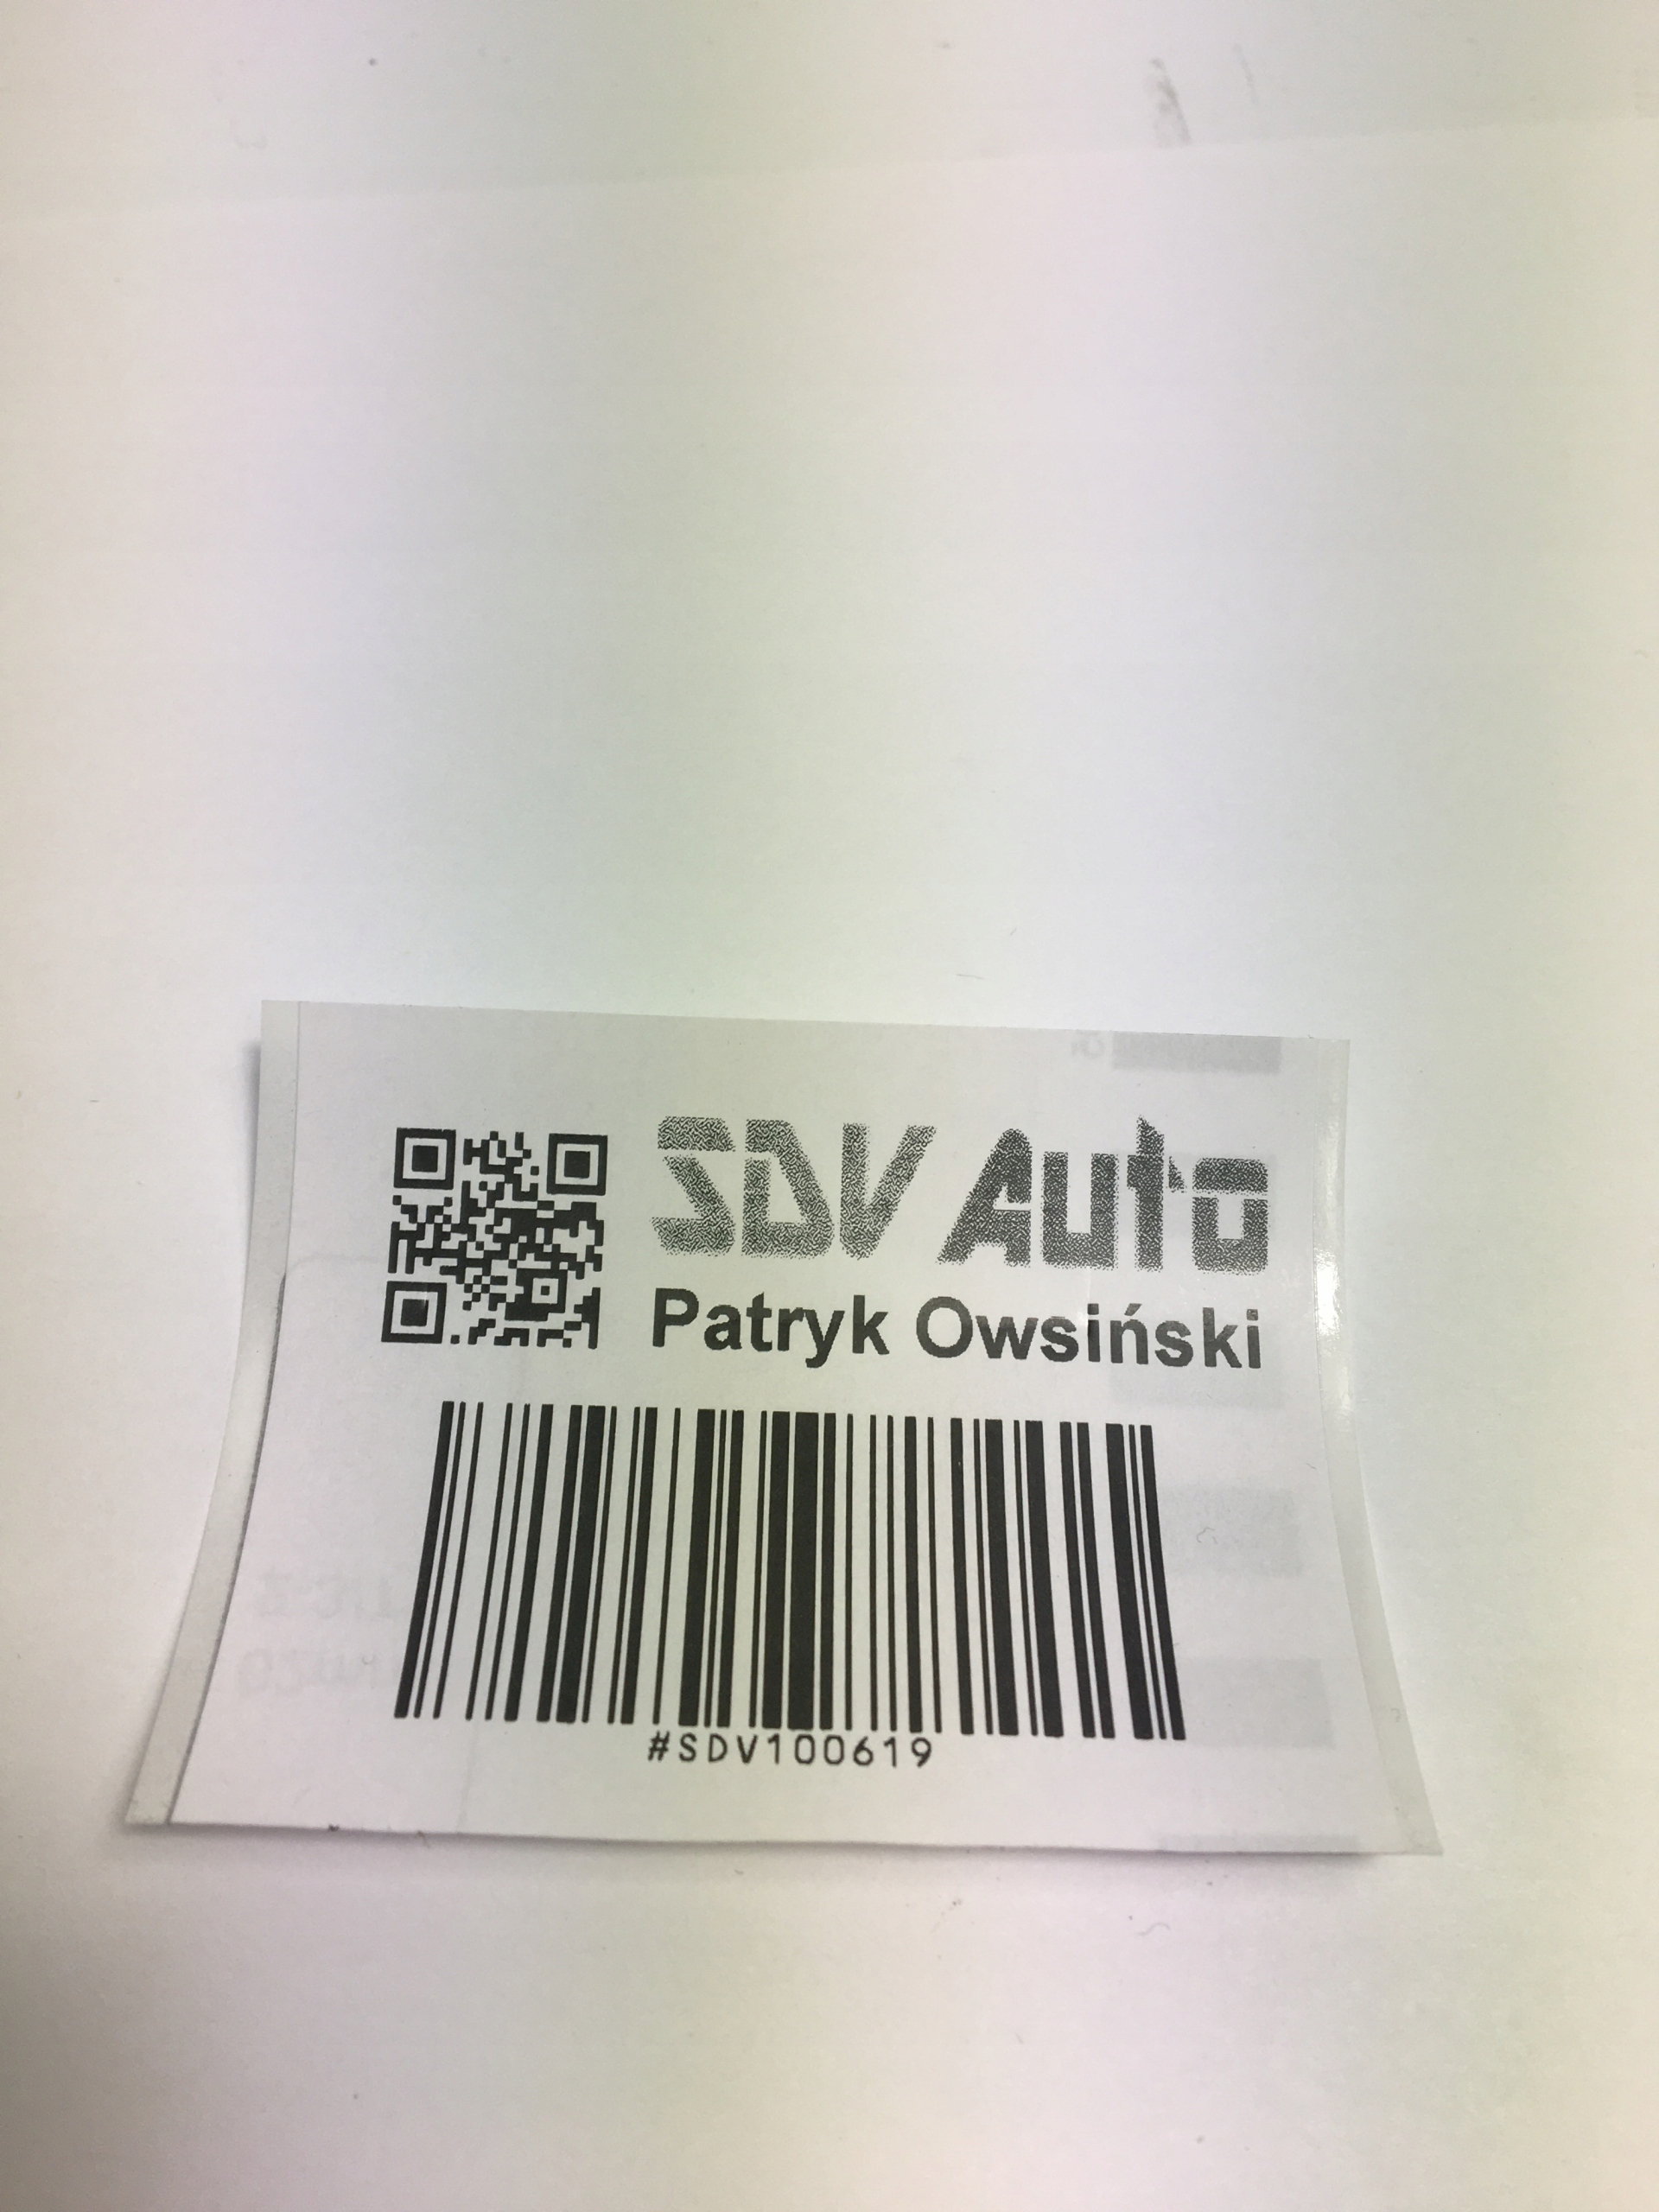 SDV Auto
Patryk Owsiński
#SDV100619